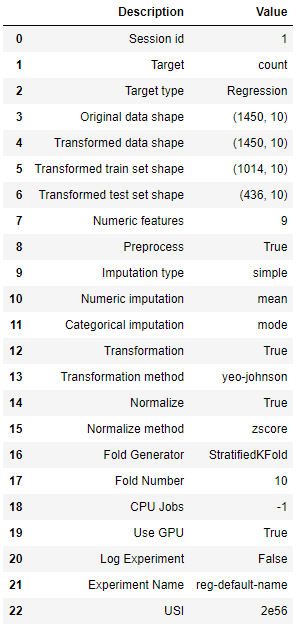 Description Value
0 Session id 1
1 Target count
2 Target type Regression
3 Original data shape (1450, 10)
4 Transformed data shape (1450, 10)
5 Transformed train set shape (1014, 10)
6 Transformed test set shape (436, 10)
7 Numeric features 9
8 Preprocess True
9 Imputation type simple
10 Numeric imputation mean
11 Categorical imputation mode
12 Transformation True
13 Transformation method yeo-johnson
14 Normalize True
15 Normalize method zscore
16 Fold Generator StratifiedKFold
17 Fold Number 10
18 CPU Jobs -1
19 Use GPU True
20 Log Experiment False
21 Experiment Name reg-default-name
22 USI 2e56